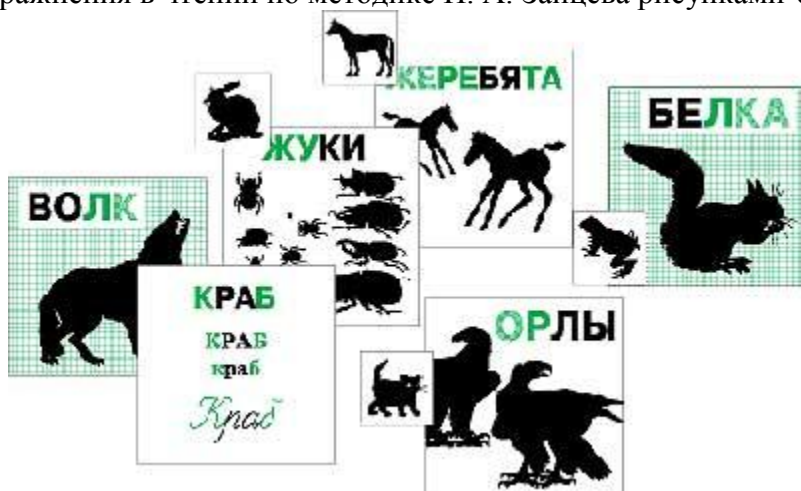 ражнения в чтении по методике Н. А. Зайцева рисунками
ЖЕРЕБЯТА
БЕЛКА
ЖУКИ
ВОЛК
КРАБ
КРАБ
краб
Краб
ОРЛЫ